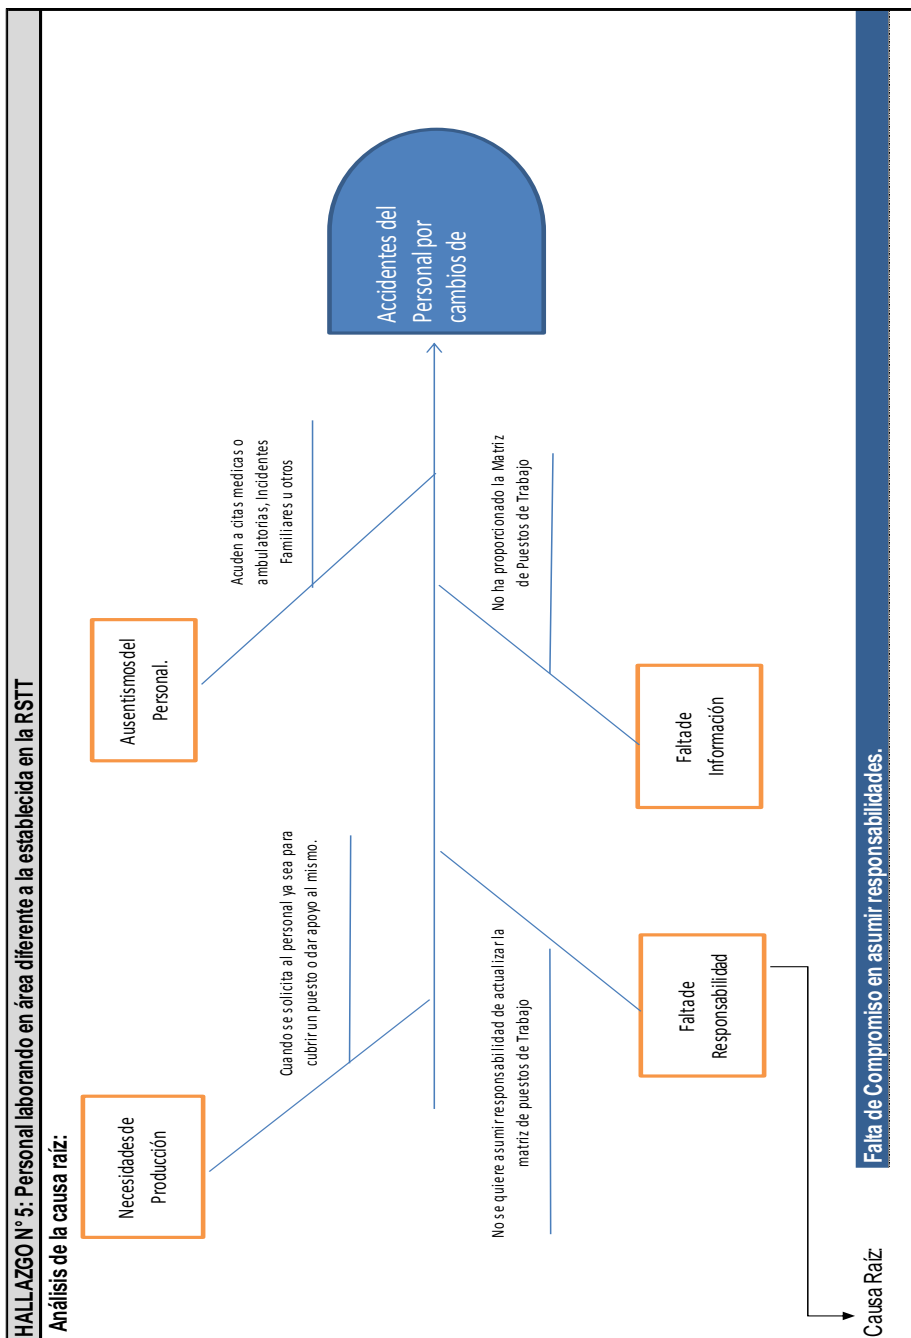 HALLAZGO N° 5: Personal laborando en área diferente a la establecida en la RSTT
Análisis de la causa raíz:
Necesidades de
Producción
Ausentismos del
Personal.
Cuando se solicita al personal ya sea para
cubrir un puesto o dar apoyo al mismo.
Acuden a citas medicas o
ambulatorias, Incidentes
Familiares u otros
Accidentes del
Personal por
cambios de
No se quiere asumir responsabilidad de actualizar la
matriz de puestos de Trabajo
No ha proporcionado la Matriz
de Puestos de Trabajo
Falta de
Responsabilidad
Falta de
Información
Causa Raíz:
Falta de Compromiso en asumir responsabilidades.